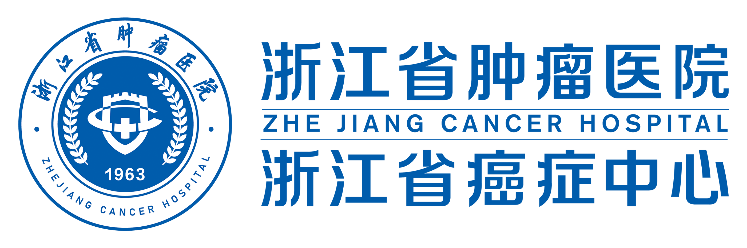 浙江省肿瘤医院
1963
ZHEJIANG CANCER HOSPITAL
浙江省肿瘤医院
ZHE JIANG CANCER HOSPITAL
浙江省癌症中心